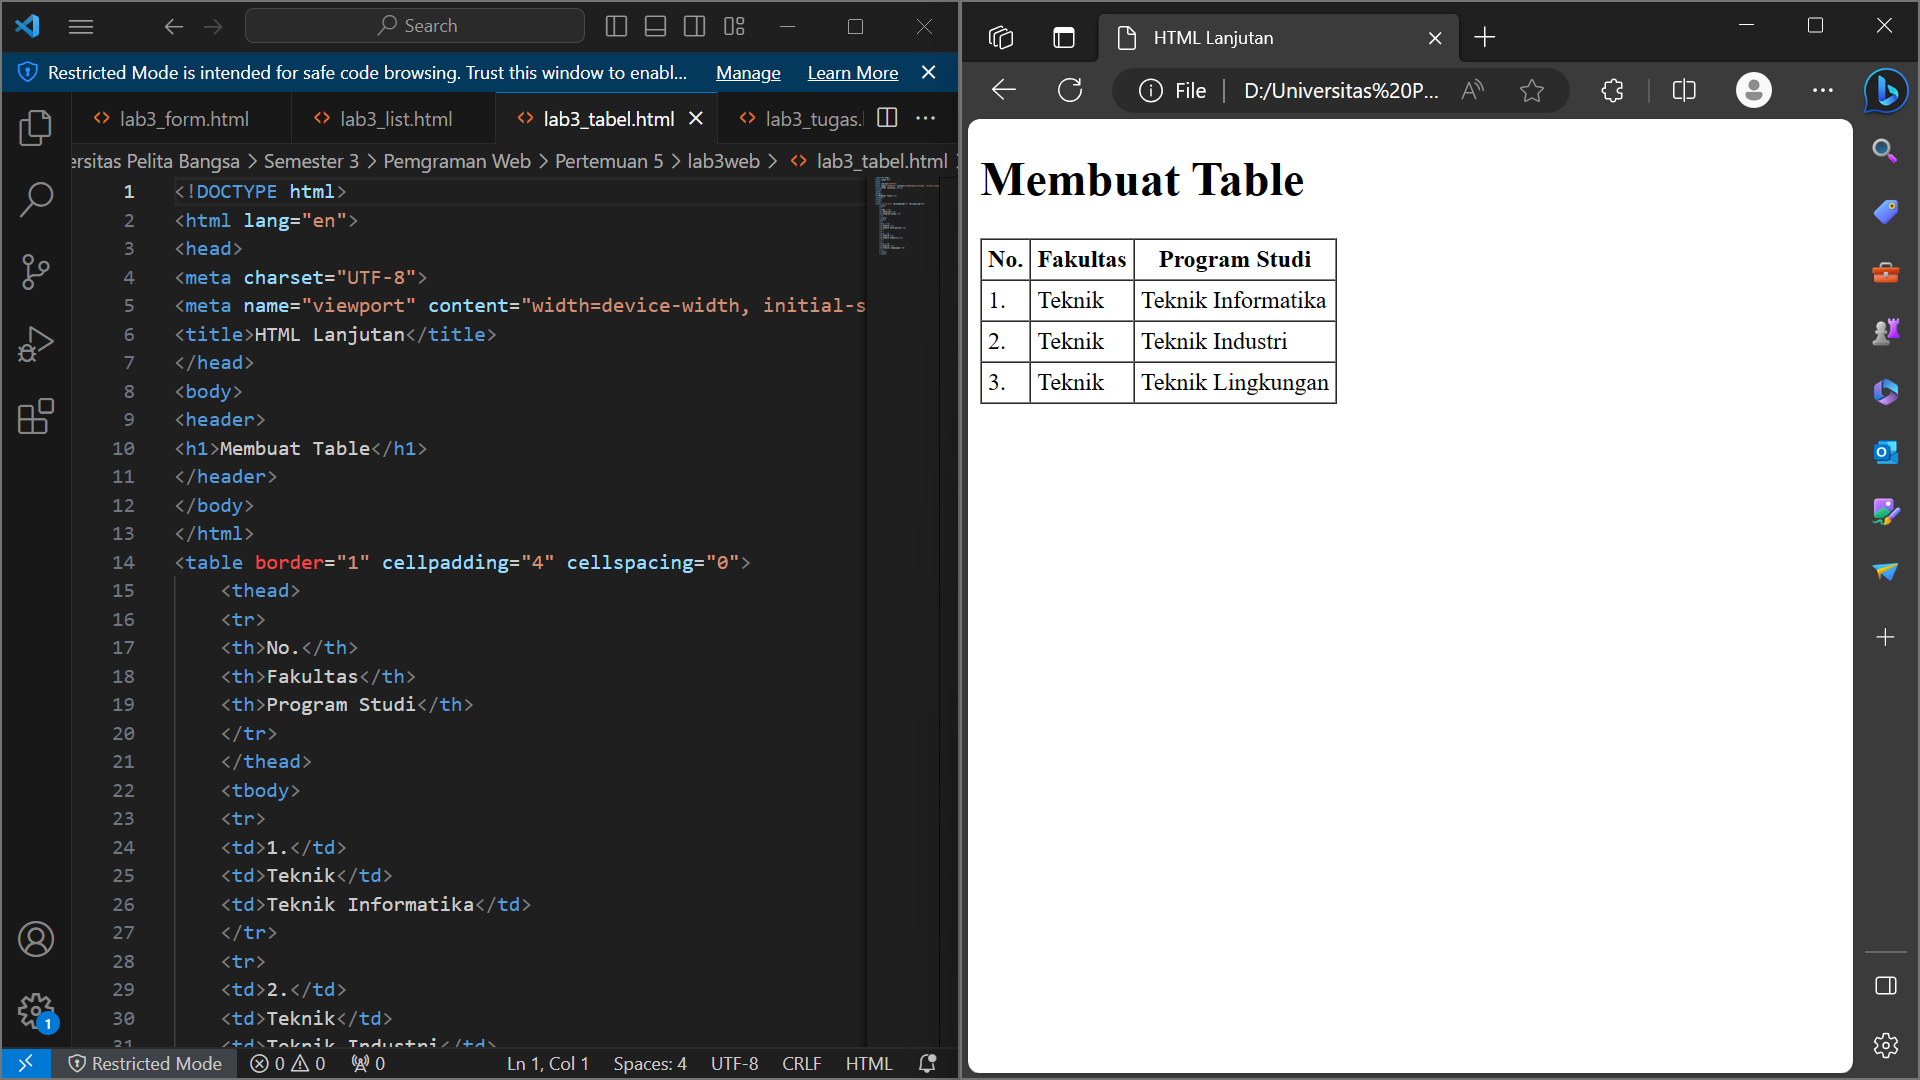 Search
Restricted Mode is intended for safe code browsing. Trust this window to enabl... Manage Learn More
lab3_form.html lab3_list.html lab3_tabel.html lab3_tugas.
ersitas Pelita Bangsa > Semester 3 > Pemgraman Web > Pertemuan 5 > lab3web > lab3_tabel.html
1 <!DOCTYPE html>
2 <html lang="en">
3 <head>
4 <meta charset="UTF-8">
5 <meta name="viewport" content="width=device-width, initial-s
6 <title>HTML Lanjutan</title>
7 </head>
8 <body>
9 <header>
10 <h1>Membuat Table</h1>
11 </header>
12 </body>
13 </html>
14 <table border="1" cellpadding="4" cellspacing="0">
15 <thead>
16 <tr>
17 <th>No.</th>
18 <th>Fakultas</th>
19 <th>Program Studi</th>
20 </tr>
21 </thead>
22 <tbody>
23 <tr>
24 <td>1.</td>
25 <td>Teknik</td>
26 <td>Teknik Informatika</td>
27 </tr>
28 <tr>
29 <td>2.</td>
30 <td>Teknik</td>
31 <td>Teknik Industri</td>
1
Restricted Mode 0 0 0 Ln 1, Col 1 Spaces: 4 UTF-8 CRLF HTML
HTML Lanjutan
File D:/Universitas%20P...
Membuat Table
No. Fakultas Program Studi
1. Teknik Teknik Informatika
2. Teknik Teknik Industri
3. Teknik Teknik Lingkungan